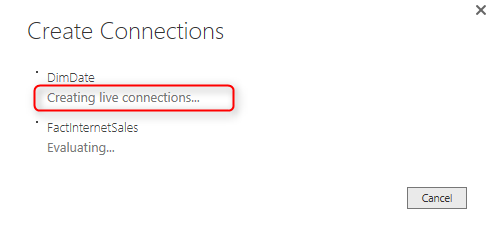 Create Connections
DimDate
Creating live connections...
FactInternetSales
Evaluating...
Cancel